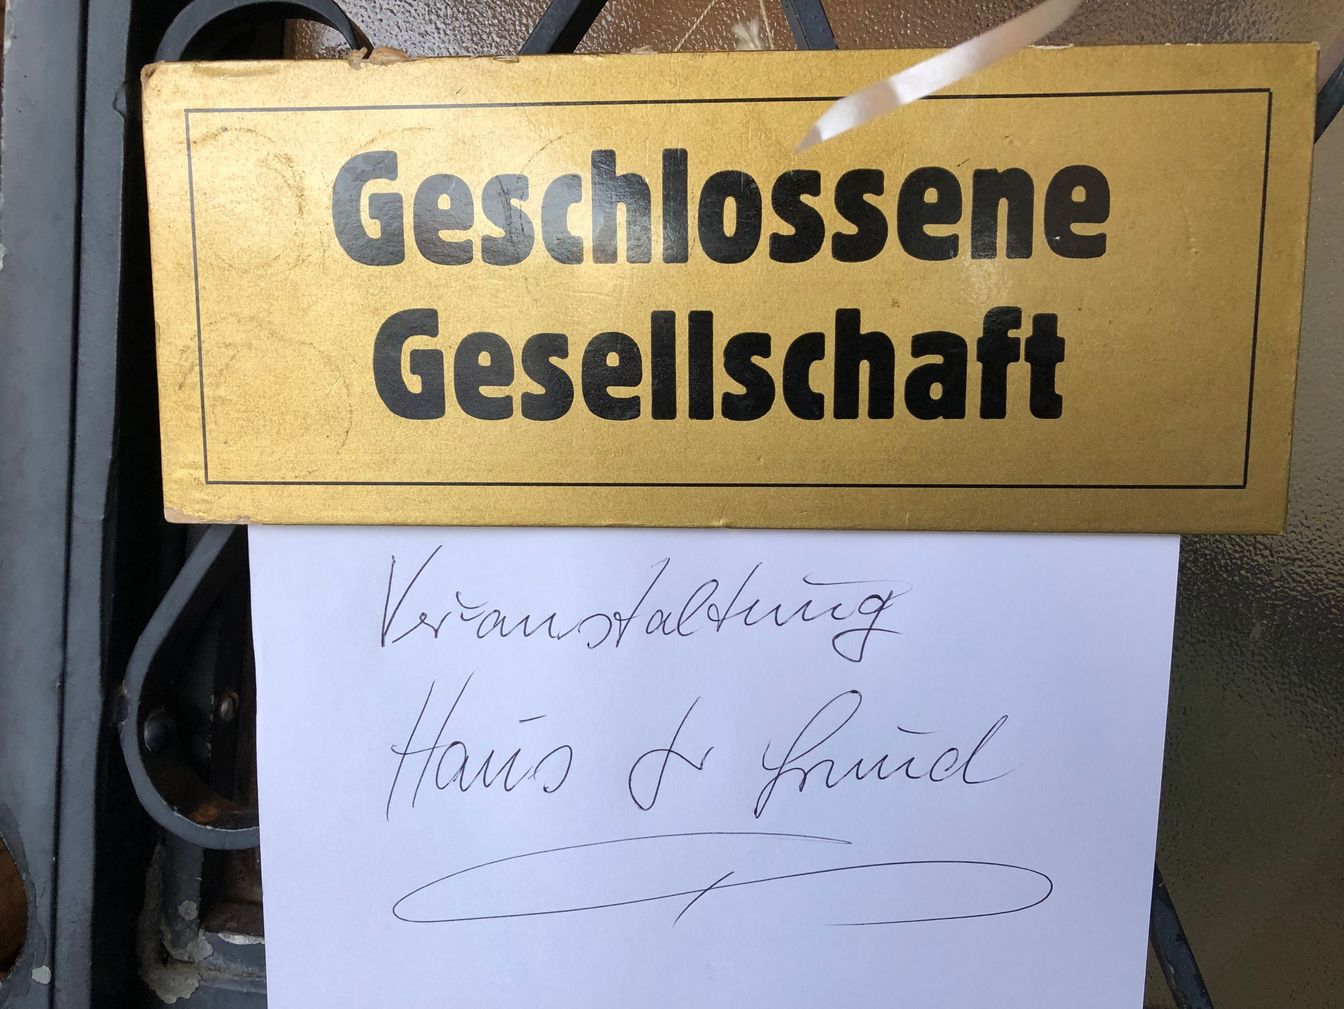 Geschlossene
Gesellschaft
Veranstaltung
Haus & Grund